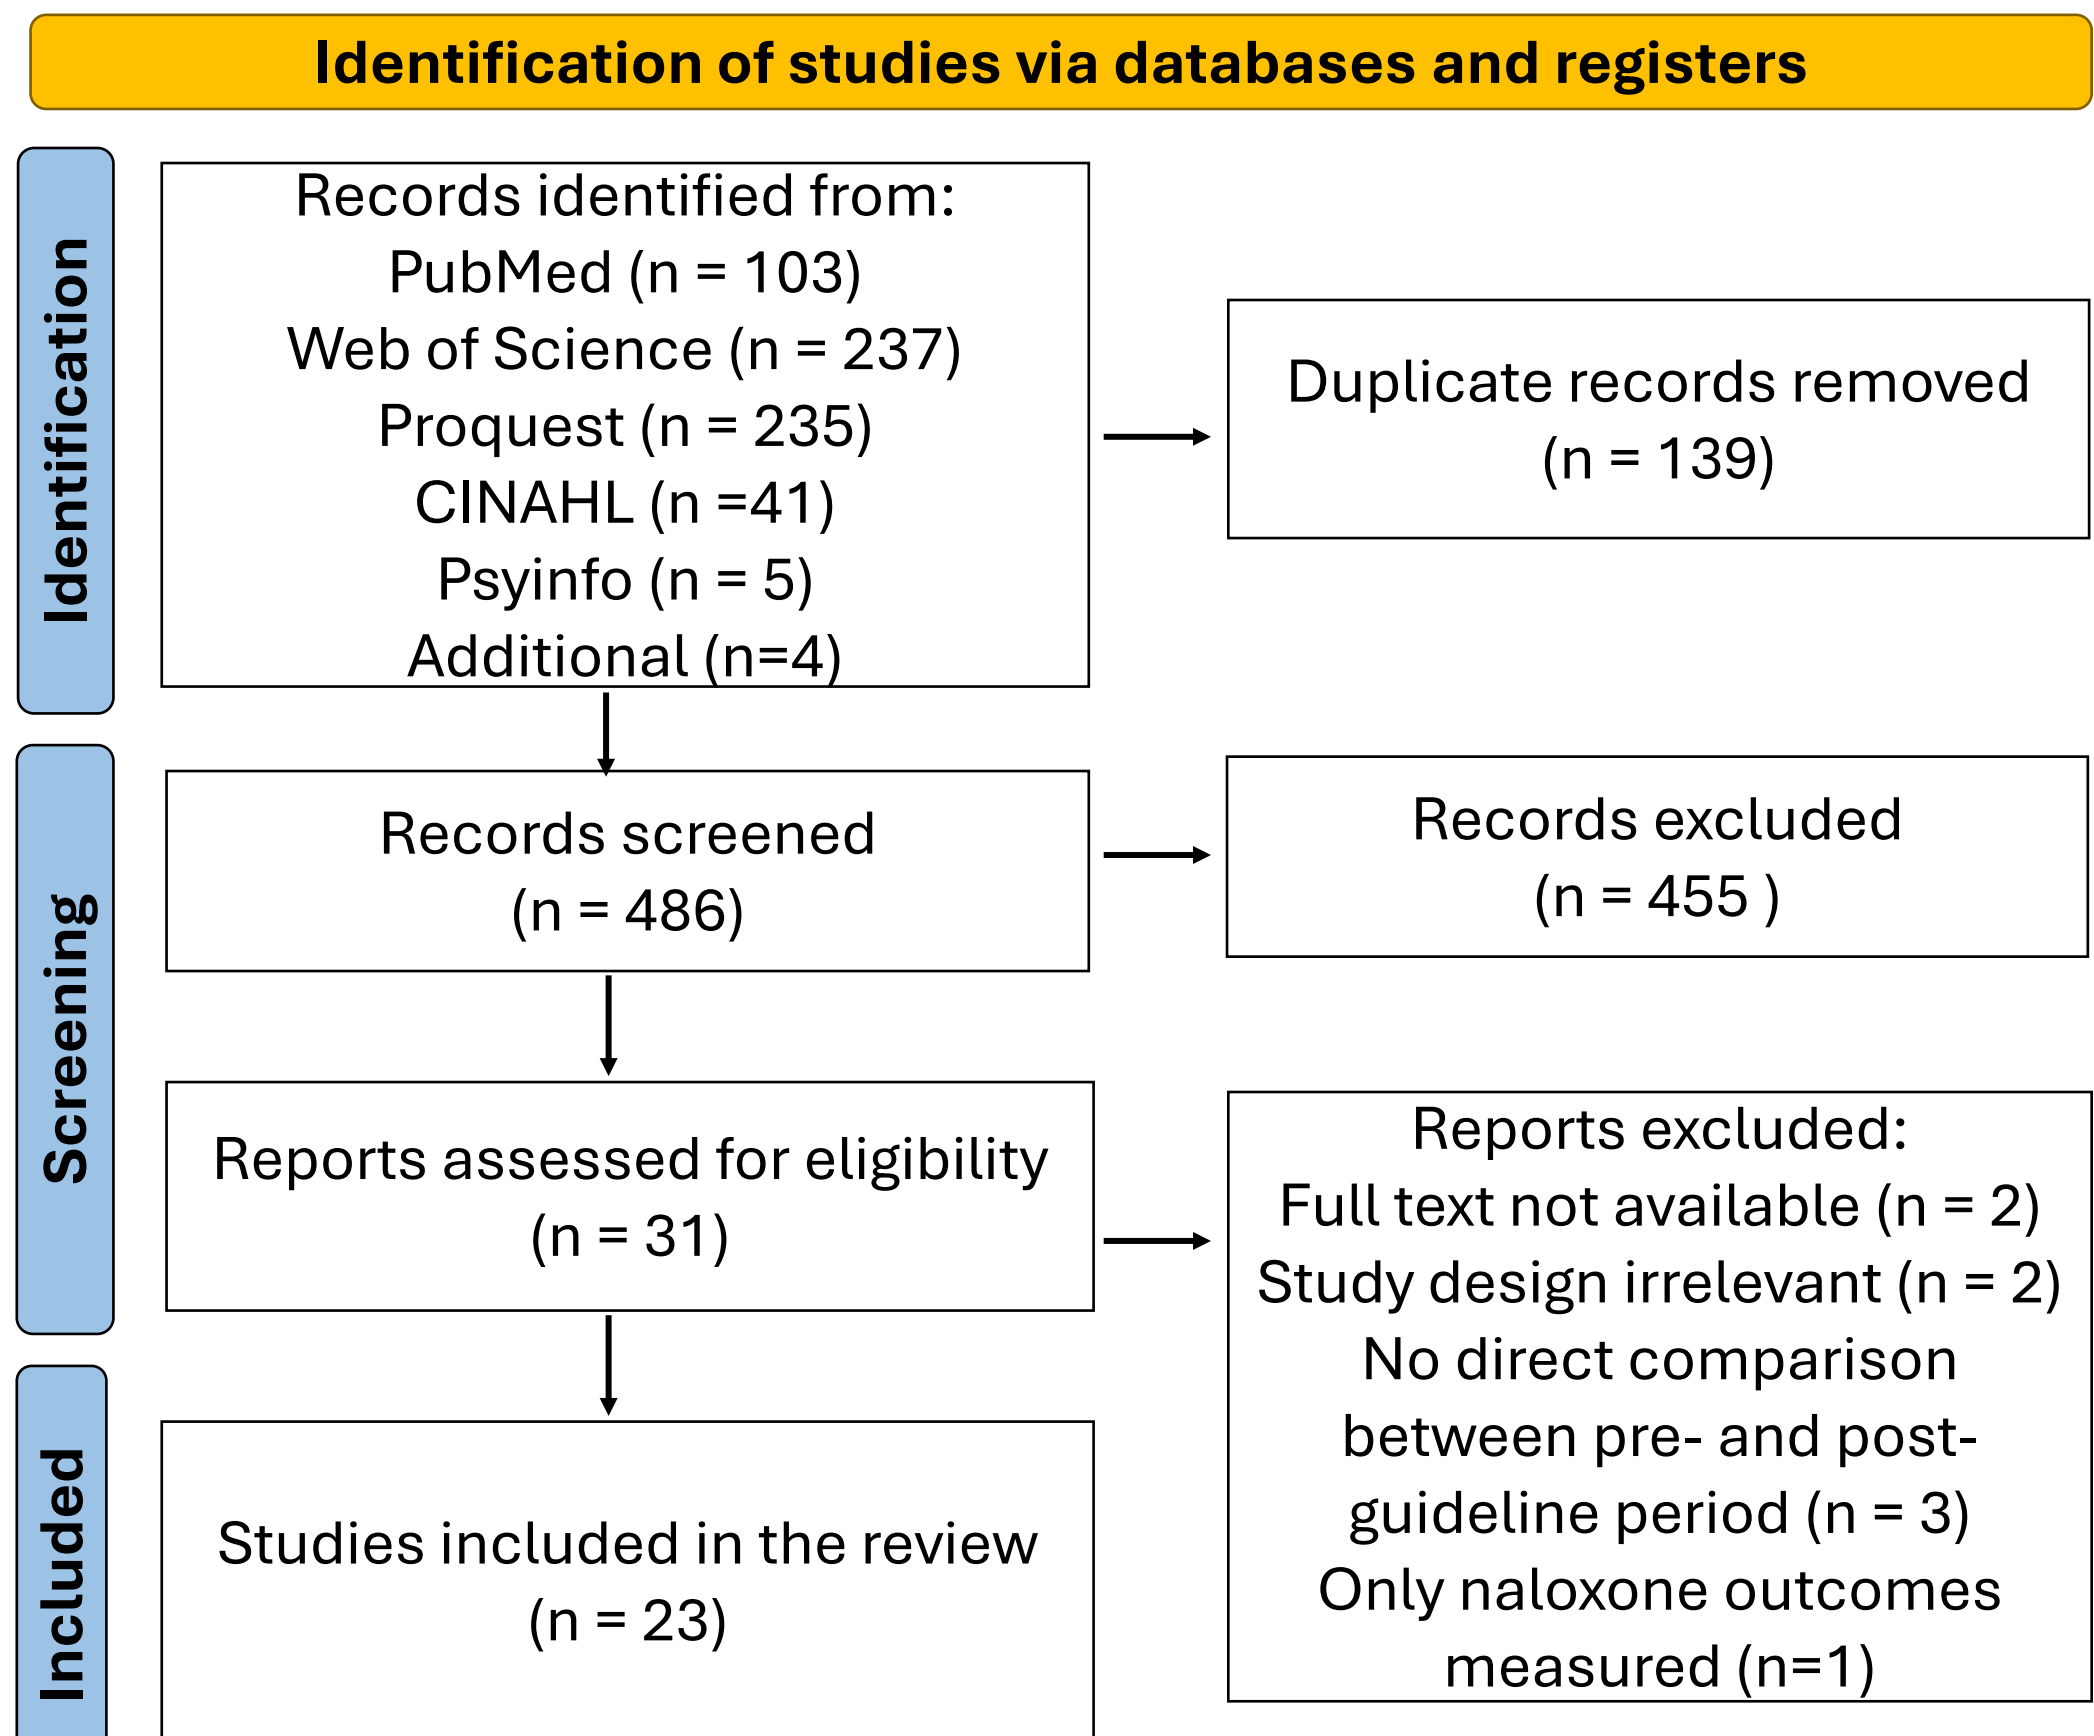 Identification of studies via databases and registers
Identification
Records identified from:
PubMed (n = 103)
Web of Science (n = 237)
Proquest (n = 235)
CINAHL (n =41)
Psyinfo (n = 5)
Additional (n=4)
Duplicate records removed
(n = 139)
Screening
Records screened
(n = 486)
Records excluded
(n = 455 )
Reports assessed for eligibility
(n = 31)
Reports excluded:
Full text not available (n = 2)
Study design irrelevant (n = 2)
No direct comparison
between pre- and post-
guideline period (n = 3)
Only naloxone outcomes
measured (n=1)
Included
Studies included in the review
(n = 23)